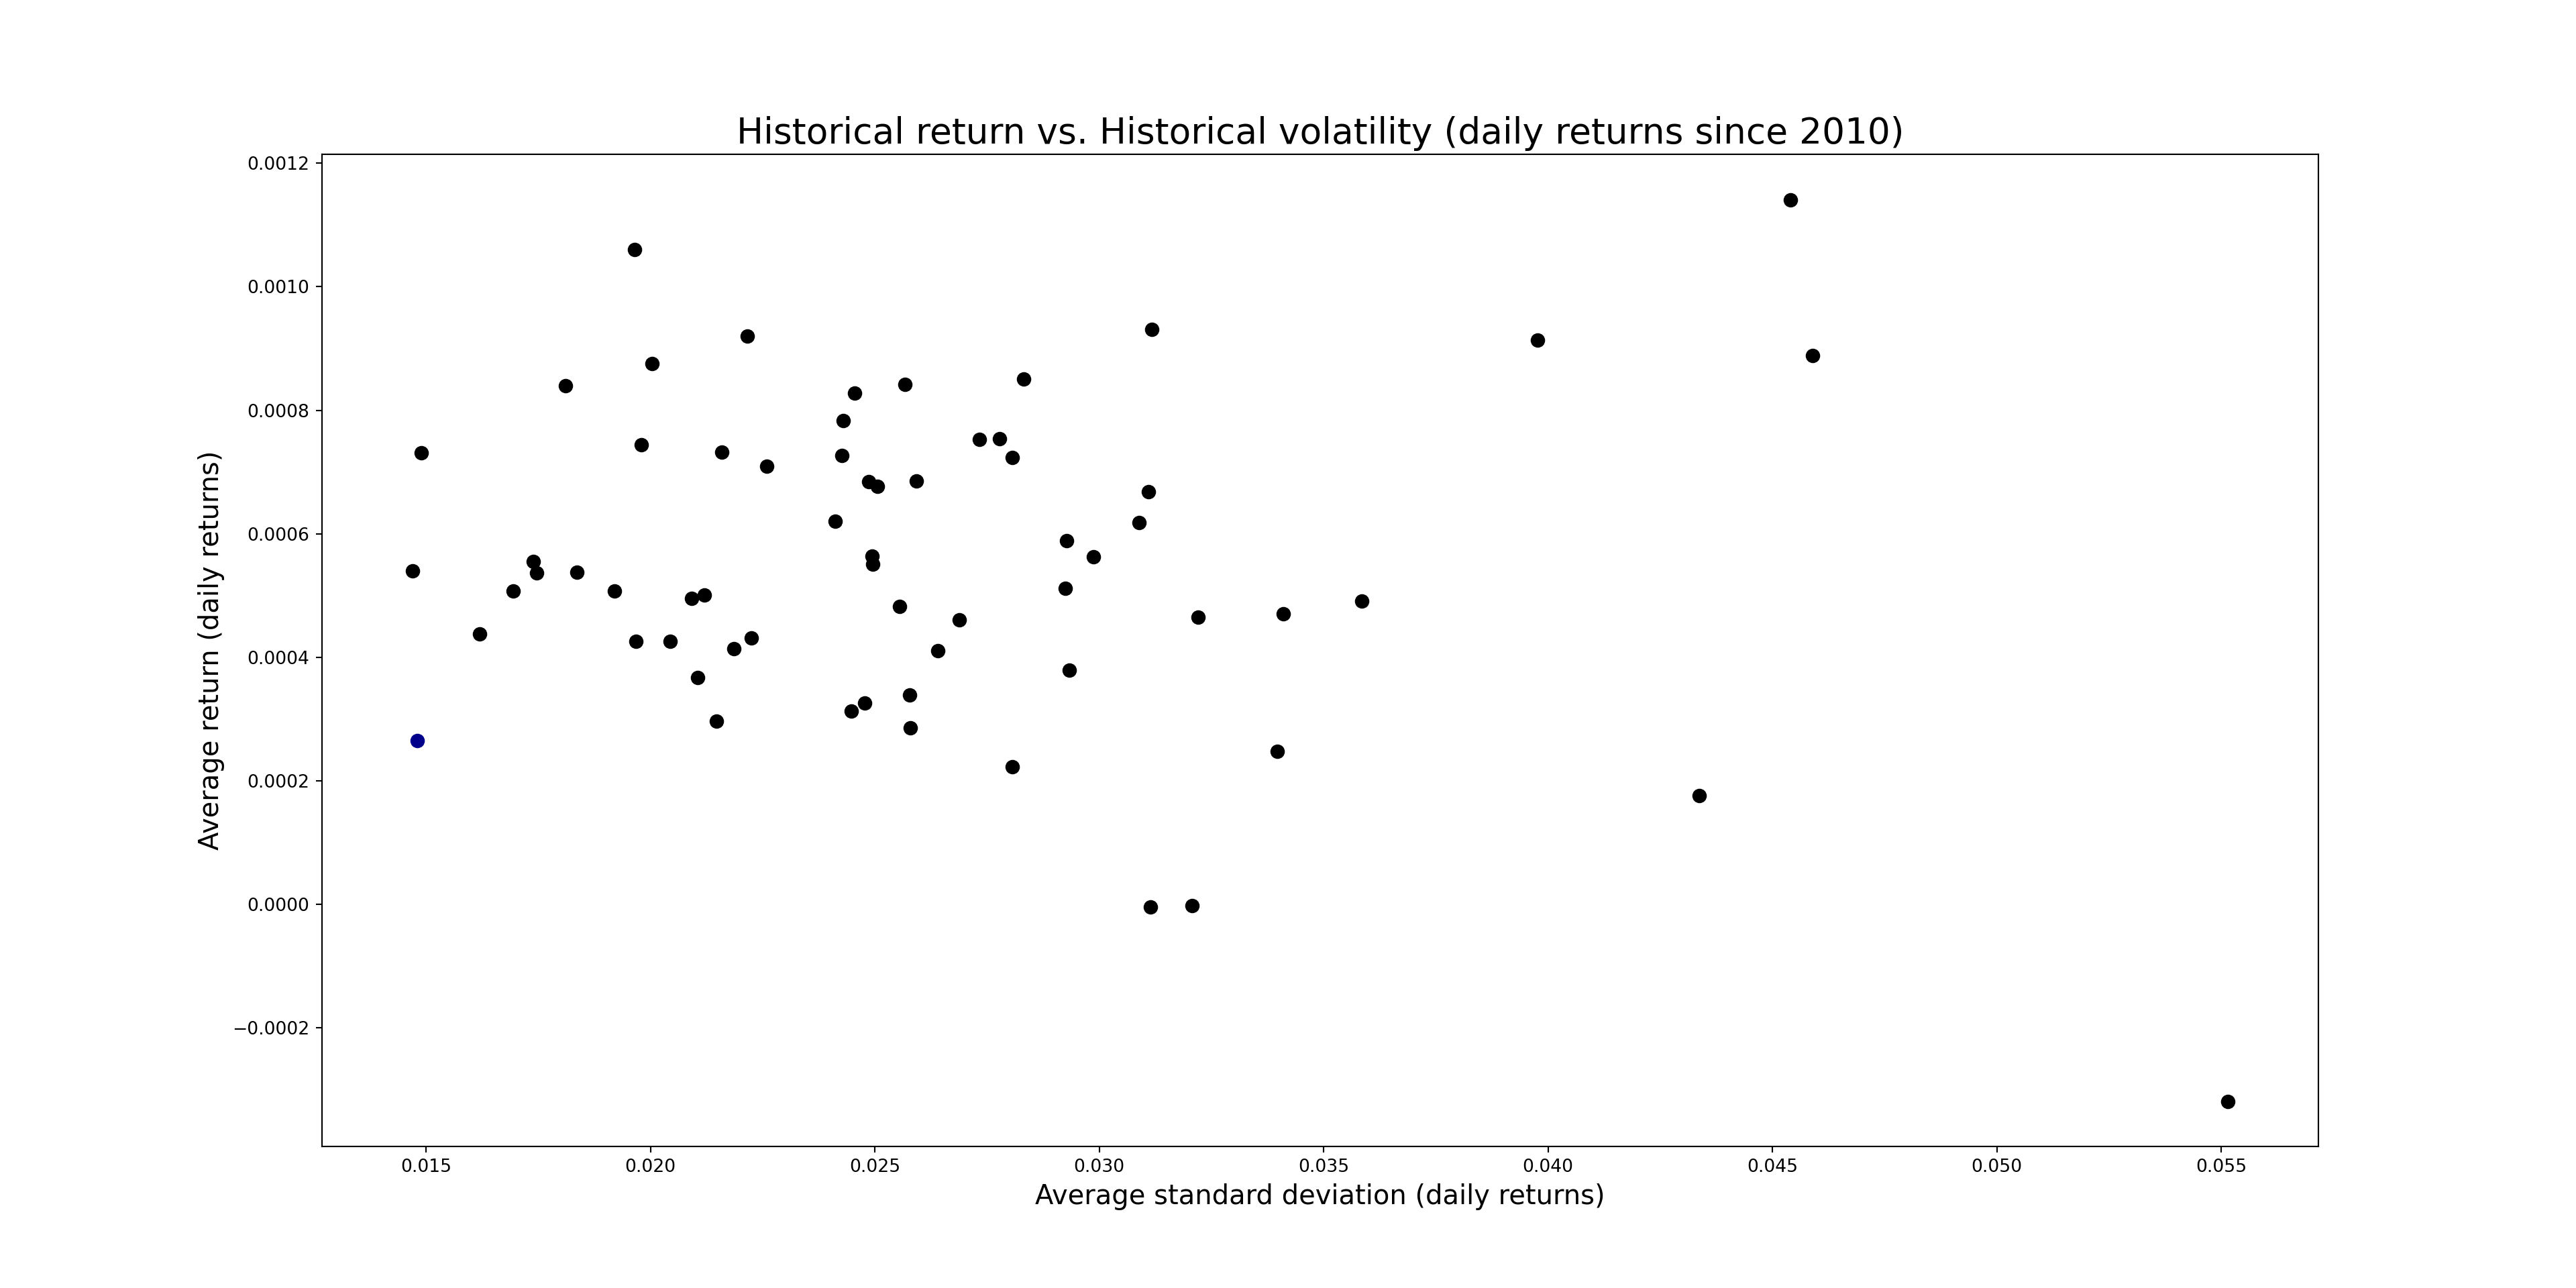 Historical return vs. Historical volatility (daily returns since 2010)
Average return (daily returns)
0.0012
0.0010
0.0008
0.0006
0.0004
0.0002
0.0000
−0.0002
0.015 0.020 0.025 0.030 0.035 0.040 0.045 0.050 0.055
Average standard deviation (daily returns)